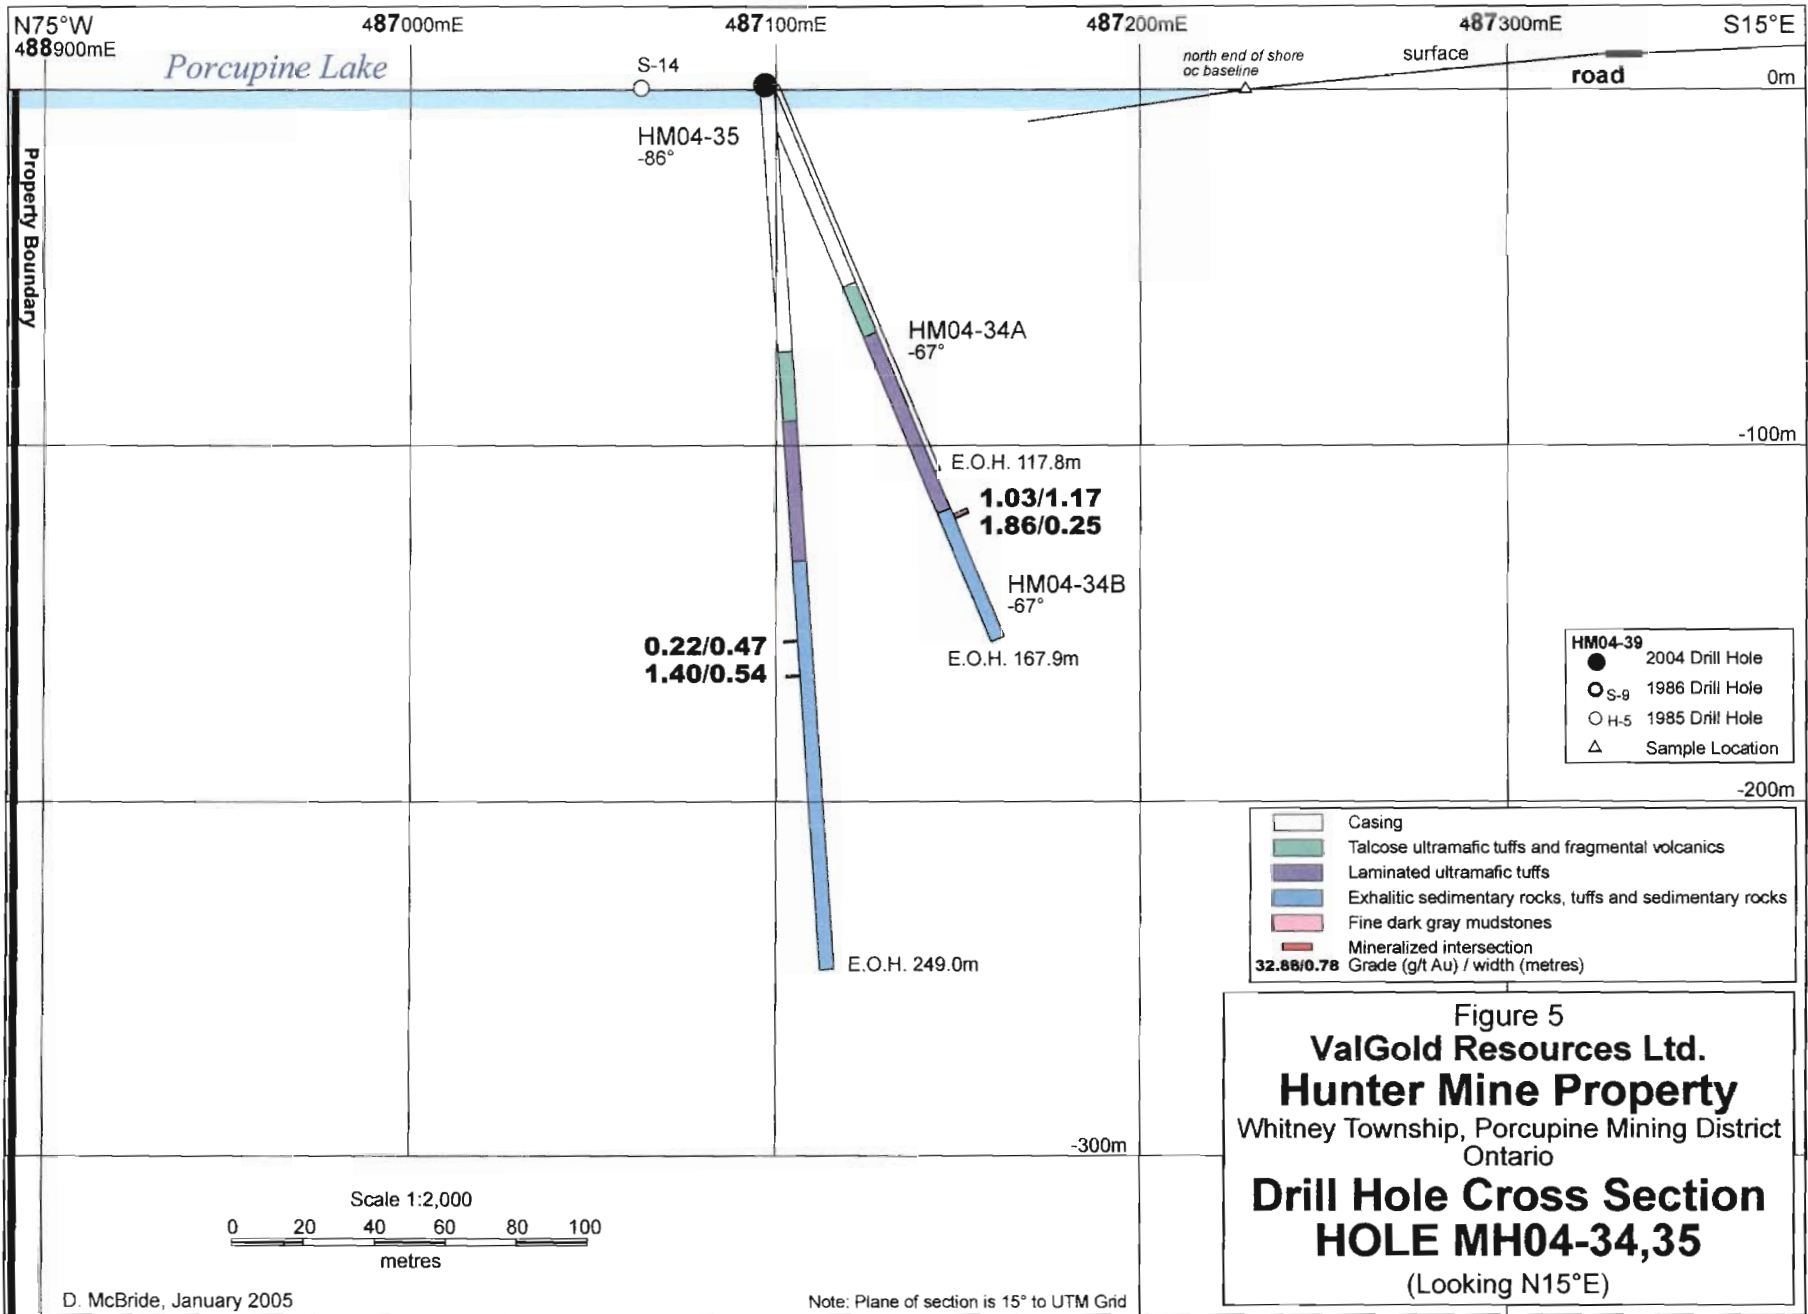 N75°W
488900mE
487000mE
487100mE
487200mE
487300mE
S15°E
Porcupine Lake
S-14
north end of shore
oc baseline
surface
road
0m
HM04-35
-86°
Property Boundary
HM04-34A
-67°
-100m
E.O.H. 117.8m
1.03/1.17
1.86/0.25
HM04-34B
-67°
0.22/0.47
1.40/0.54
E.O.H. 167.9m
HM04-39
2004 Drill Hole
S-9 1986 Drill Hole
H-5 1985 Drill Hole
Sample Location
-200m
Casing
Talcose ultramafic tuffs and fragmental volcanics
Laminated ultramafic tuffs
Exhalitic sedimentary rocks, tuffs and sedimentary rocks
Fine dark gray mudstones
Mineralized intersection
32.88/0.78 Grade (g/t Au) / width (metres)
E.O.H. 249.0m
-300m
Figure 5
ValGold Resources Ltd.
Hunter Mine Property
Whitney Township, Porcupine Mining District
Ontario
Drill Hole Cross Section
HOLE MH04-34,35
(Looking N15°E)
Scale 1:2,000
0 20 40 60 80 100
metres
D. McBride, January 2005
Note: Plane of section is 15° to UTM Grid